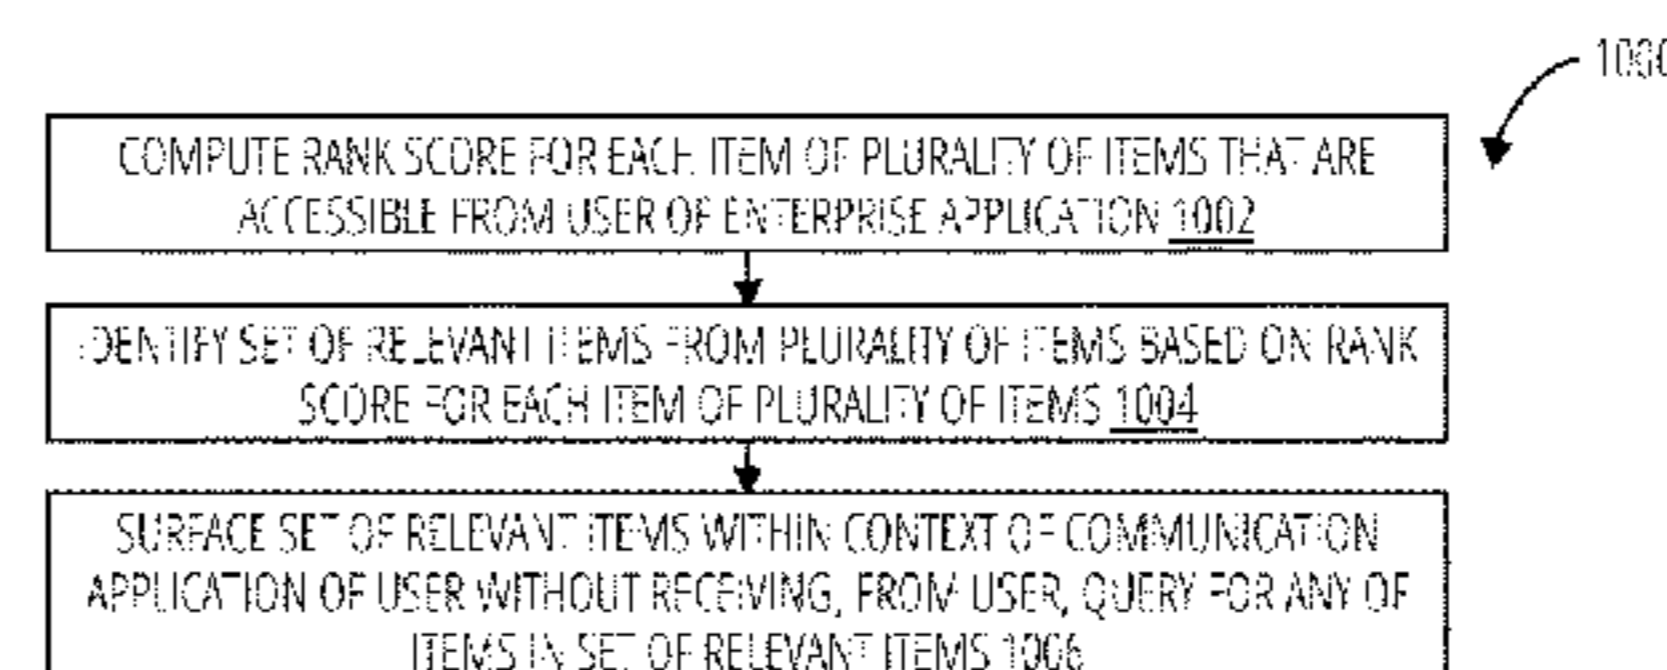 1000
COMPUTE RANK SCORE FOR EACH ITEM OF PLURALITY OF ITEMS THAT ARE
ACCESSIBLE FROM USER OF ENTERPRISE APPLICATION 1002
IDENTIFY SET OF RELEVANT ITEMS FROM PLURALITY OF ITEMS BASED ON RANK
SCORE FOR EACH ITEM OF PLURALITY OF ITEMS 1004
SURFACE SET OF RELEVANT ITEMS WITHIN CONTEXT OF COMMUNICATION
APPLICATION OF USER WITHOUT RECEIVING, FROM USER, QUERY FOR ANY OF
ITEMS IN SET OF RELEVANT ITEMS 1006